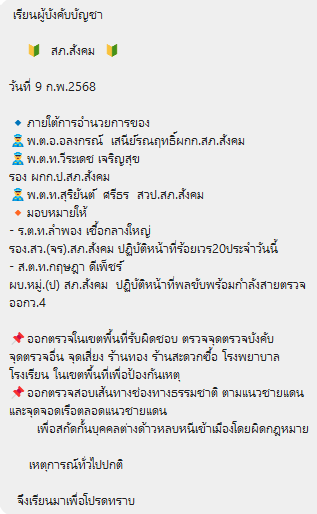 เรียนผู้บังคับบัญชา
🔰 สภ.สังคม 🔰
วันที่ 9 ก.พ.2568
🔹ภายใต้การอำนวยการของ
👮พ.ต.อ.อลงกรณ์ เสนีย์รณฤทธิ์ผกก.สภ.สังคม
👮พ.ต.ท.วีระเดช เจริญสุข
รอง ผกก.ป.สภ.สังคม
👮พ.ต.ท.สุริยันต์ ศรีธร สวป.สภ.สังคม
🔸มอบหมายให้
- ร.ต.ท.ลำพอง เชื้อกลางใหญ่
รอง.สว.(จร).สภ.สังคม ปฏิบัติหน้าที่ร้อยเวร20ประจำวันนี้
- ส.ต.ท.กฤษฎา ดีเพ็ชร์
ผบ.หมู่.(ป) สภ.สังคม ปฏิบัติหน้าที่พลขับพร้อมกำลังสายตรวจ
ออกว.4
📌ออกตรวจในเขตพื้นที่รับผิดชอบ ตรวจจุดตรวจบังคับ
จุดตรวจอื่น จุดเสี่ยง ร้านทอง ร้านสะดวกซื้อ โรงพยาบาล
โรงเรียน ในเขตพื้นที่เพื่อป้องกันเหตุ
📌ออกตรวจสอบเส้นทางช่องทางธรรมชาติ ตามแนวชายแดน
และจุดจอดเรือตลอดแนวชายแดน
เพื่อสกัดกั้นบุคคลต่างด้าวหลบหนีเข้าเมืองโดยผิดกฎหมาย
เหตุการณ์ทั่วไปปกติ
จึงเรียนมาเพื่อโปรดทราบ